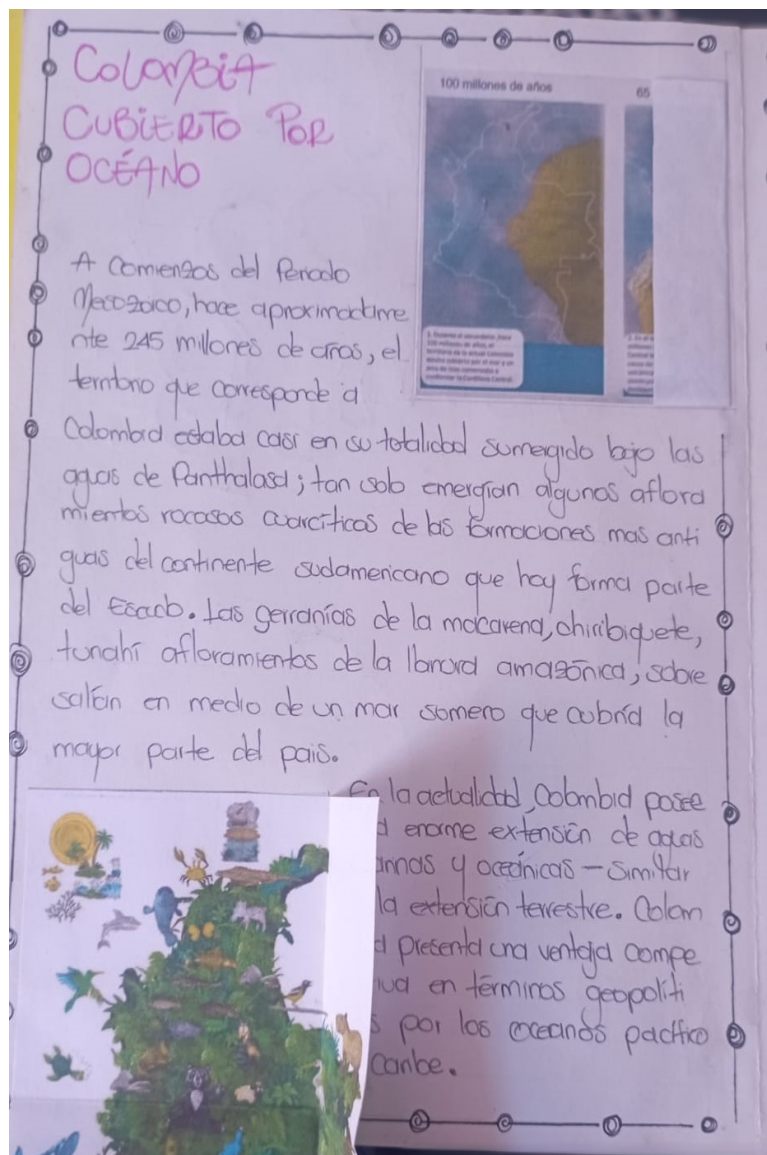 Colombia
CUBIERTO POR
OCÉANO
100 millones de años
65
A comienzos del Periodo
Mesozoico, hace aproximadame
nte 245 millones de años, el
territorio que corresponde a
Colombia estaba casi en su totalidad sumegido bajo las
aguas de Panthalasa; tan solo emergían algunos aflora
mientos rocosos cuarcíticos de las formaciones mas anti
guas del continente sudamericano que hoy forma parte
del Escudo. Las serranías de la macarena, chiribiquete,
tunahí afloramientos de la llanura amazónica, sobre
salían en medio de un mar somero que cubría la
mayor parte del pais.
En la actualidad, Colombia posee
enorme extensión de aguas
y oceánicas - similar
la extensión terrestre. Colom
presenta una ventaja compe
en términos geopolíti
s por los oceanos pacífico
caribe.